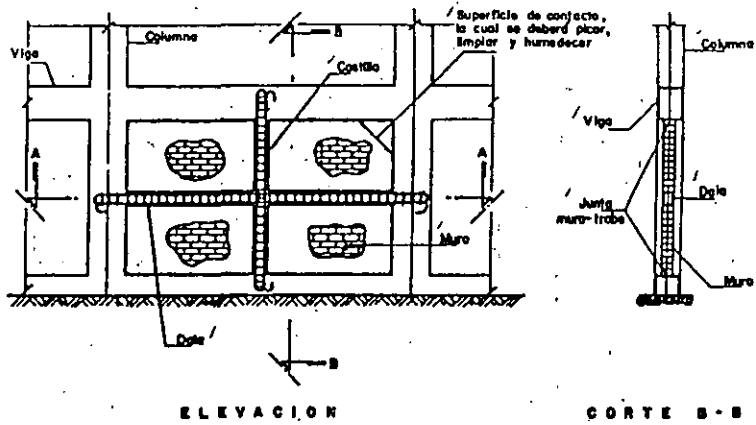 Superficie de contacto,
la cual se deberá picar,
limpiar y humedecer
Columna
B
Viga
Castillo
A
A
Muro
Dala
B
ELEVACION
Columna
Viga
Dala
Junta
muro-trabe
Muro
CORTE B-B